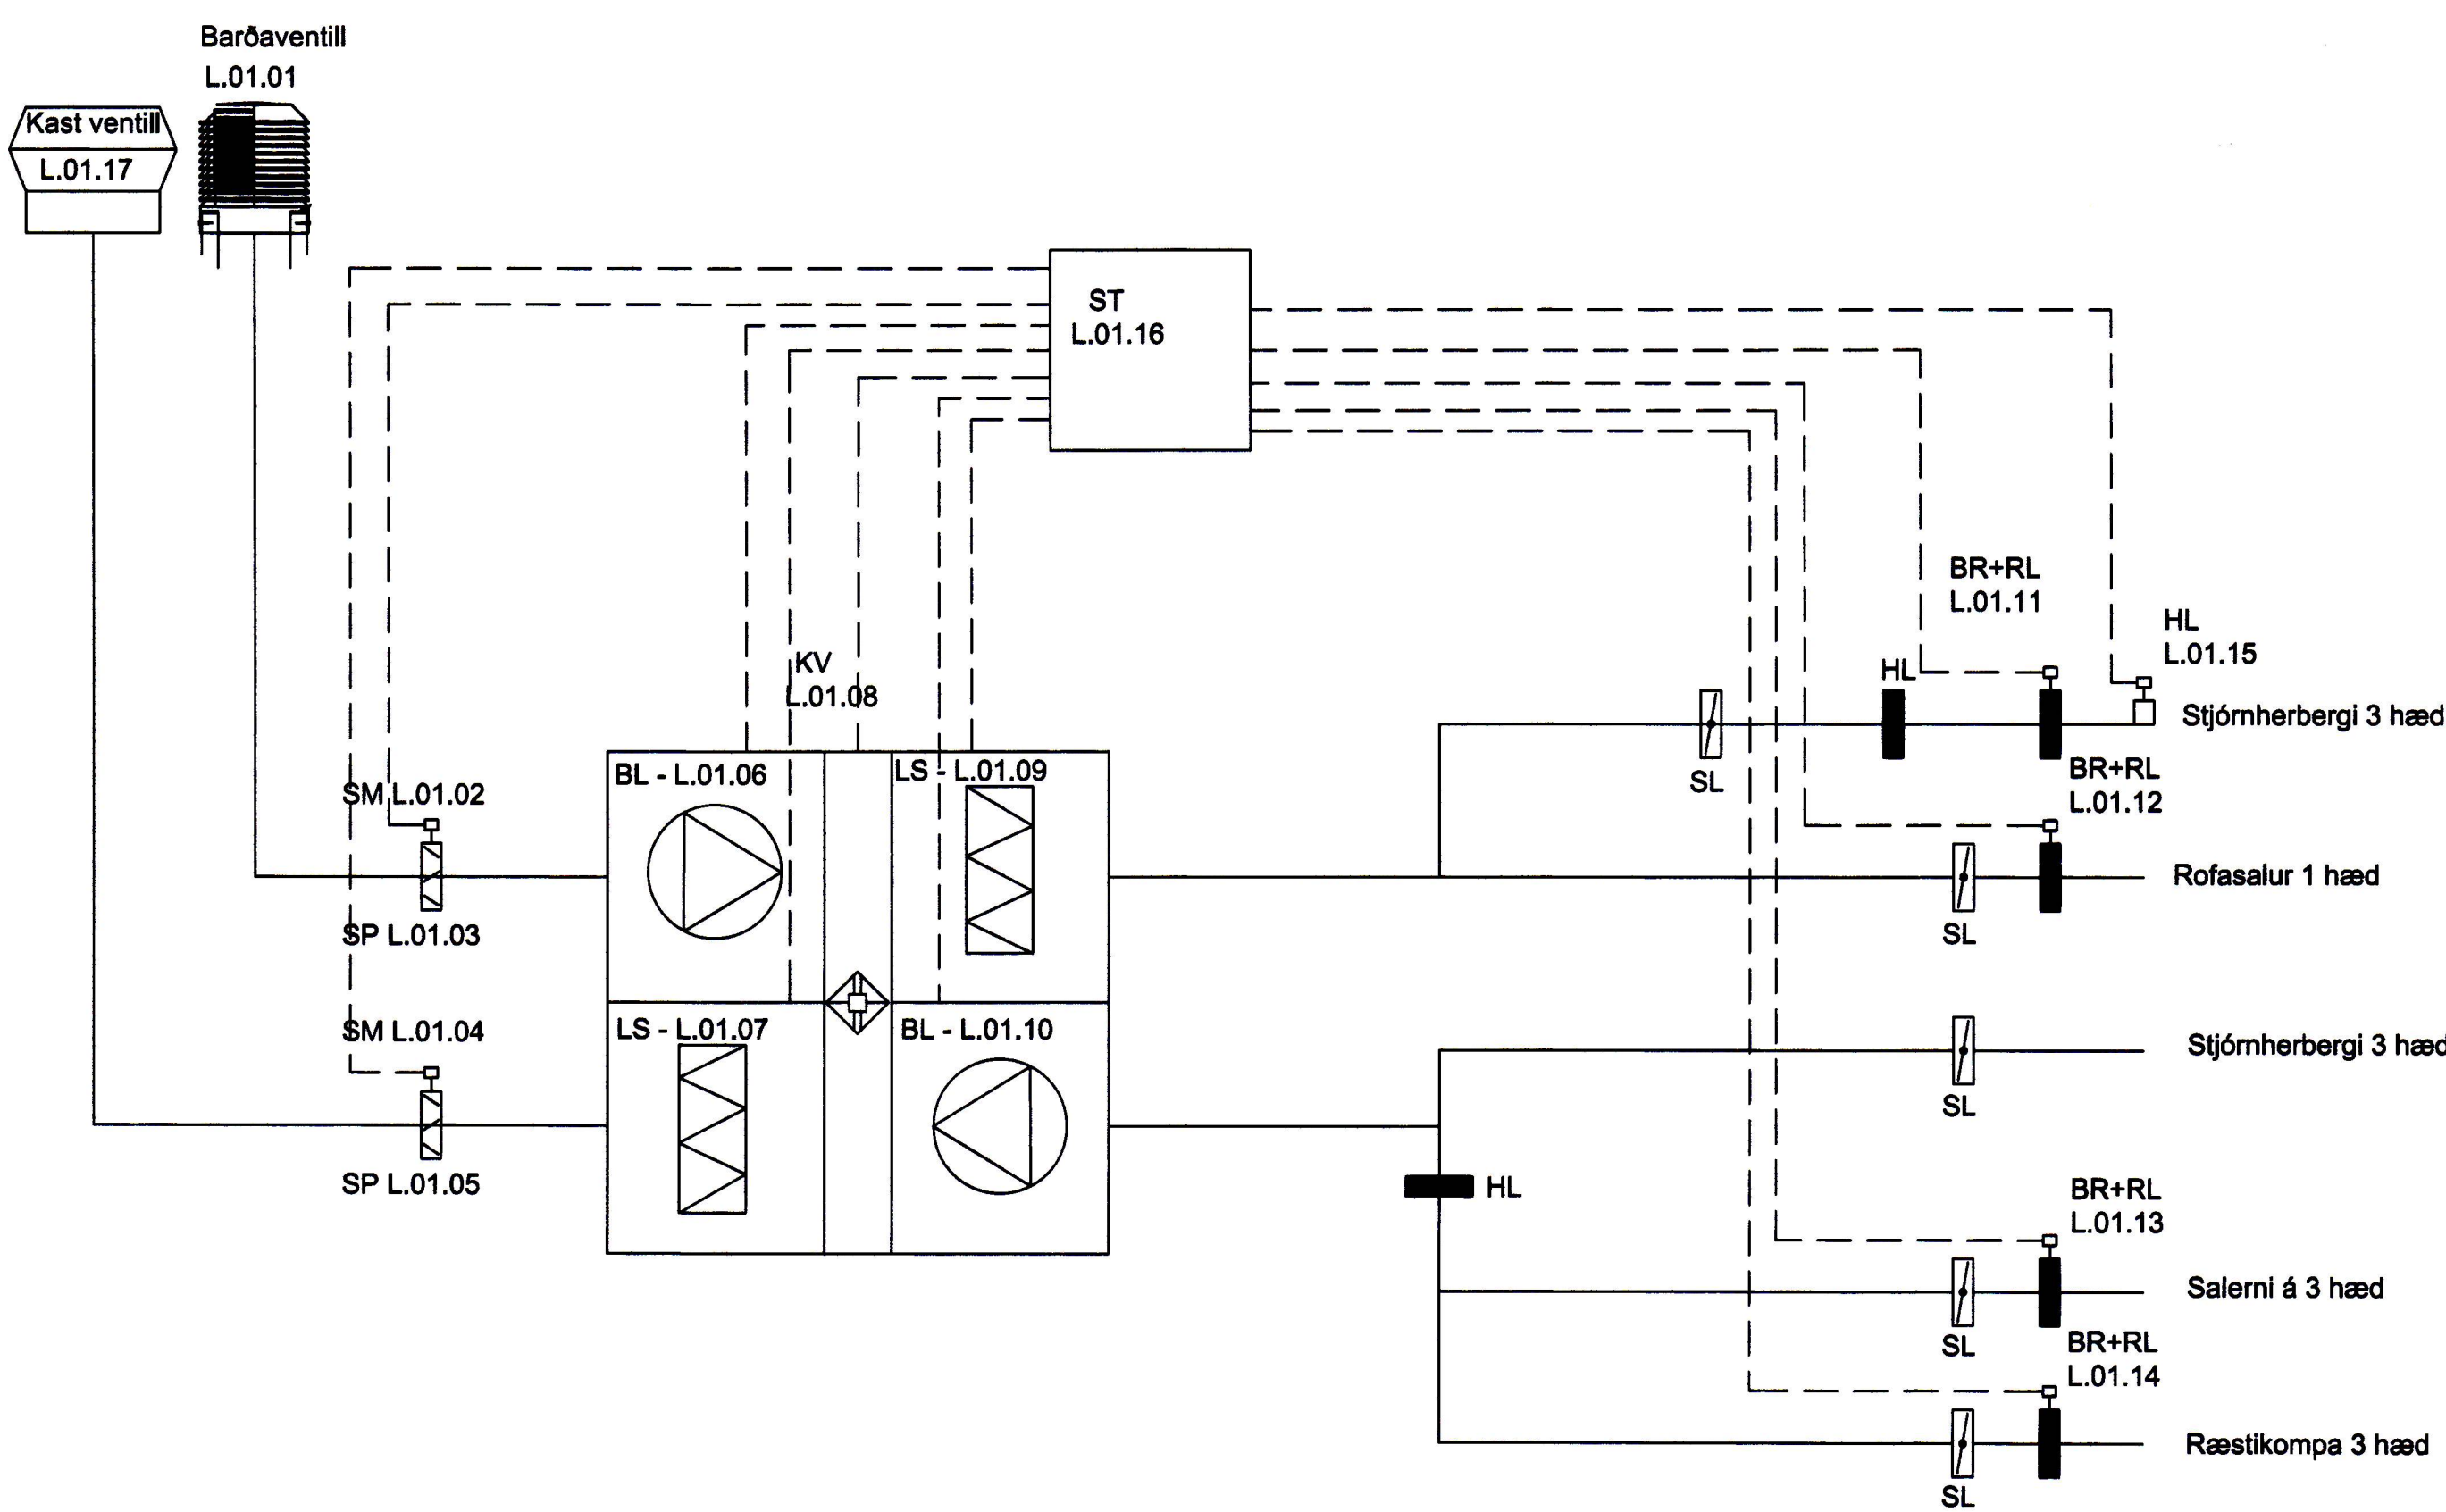 Barðaventill
L.01.01
Kast ventill
L.01.17
ST
L.01.16
BR+RL
L.01.11
HL
L.01.15
KV
L.01.08
HL
Stjórnherbergi 3 hæd
SL
BL - L.01.06
LS - L.01.09
BR+RL
L.01.12
SM L.01.02
Rofasalur 1 hæd
SP L.01.03
SL
SM L.01.04
LS - L.01.07
BL - L.01.10
Stjórnherbergi 3 hæd
SL
SP L.01.05
HL
BR+RL
L.01.13
Salerni á 3 hæd
SL
BR+RL
L.01.14
Ræstikompa 3 hæd
SL